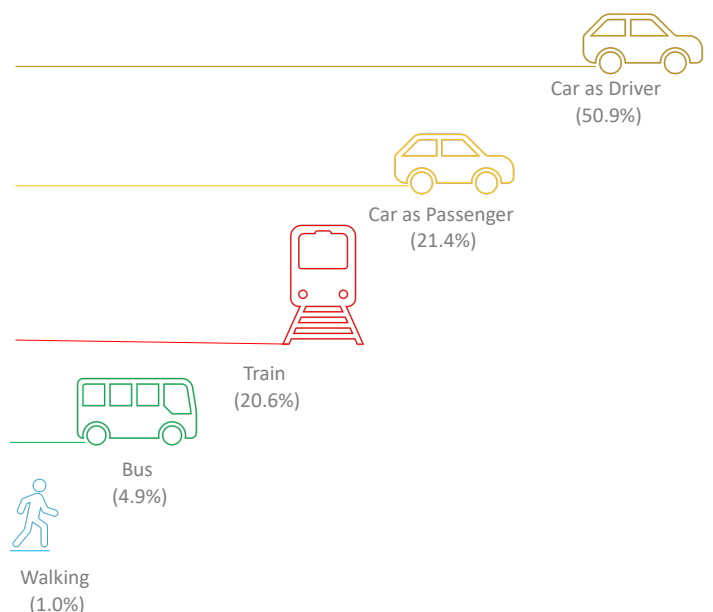 Car as Driver
(50.9%)
Car as Passenger
(21.4%)
Train
(20.6%)
Bus
(4.9%)
Walking
(1.0%)